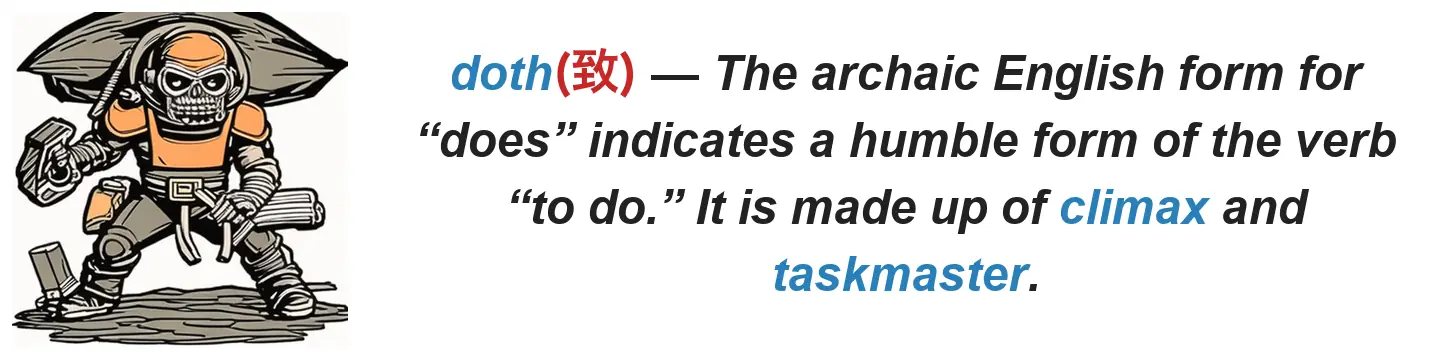 doth(致) — The archaic English form for
“does” indicates a humble form of the verb
“to do.” It is made up of climax and
taskmaster.